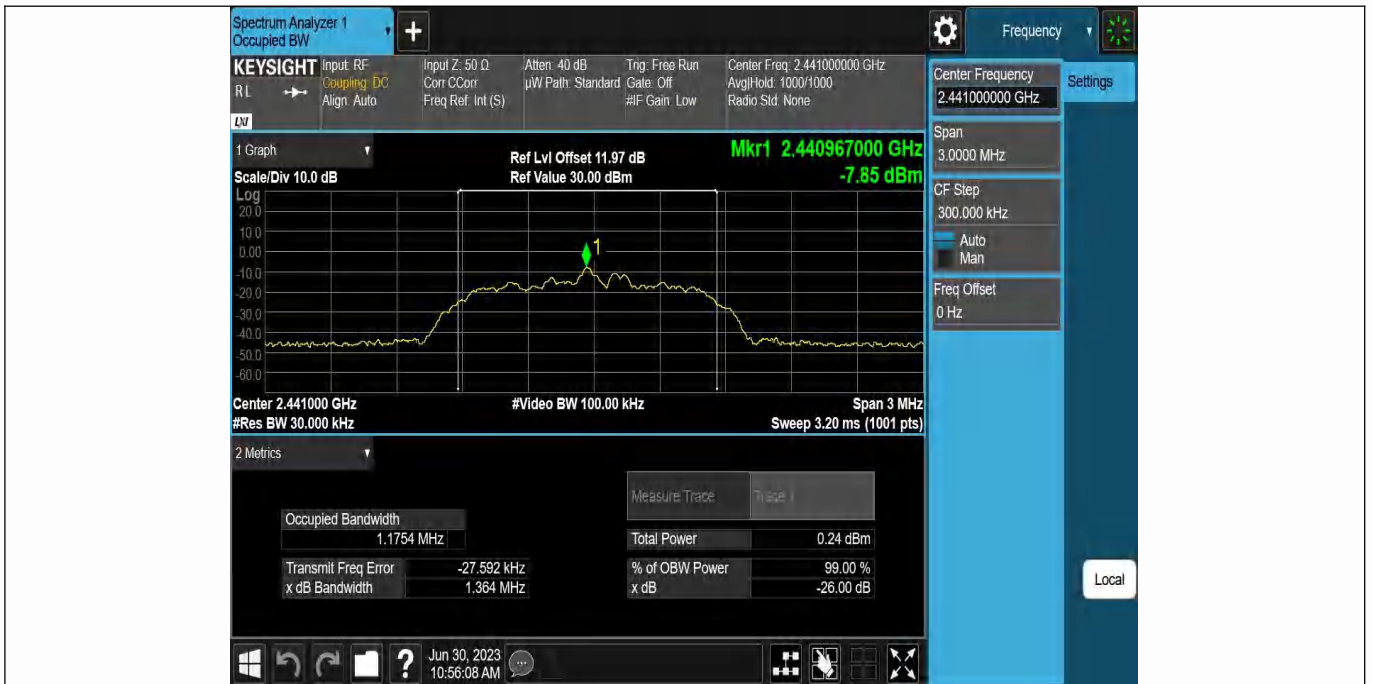 Spectrum Analyzer 1
Occupied BW
+
Frequency
KEYSIGHT
RL
LXI
Input: RF
Coupling: DC
Align: Auto
Input Z: 50 Ω
Corr CCorr
Freq Ref: Int (S)
Atten: 40 dB
µW Path: Standard
Trig: Free Run
Gate: Off
#IF Gain: Low
Center Freq: 2.441000000 GHz
Avg|Hold: 1000/1000
Radio Std: None
Center Frequency
2.441000000 GHz
Settings
Span
3.0000 MHz
CF Step
300.000 kHz
Auto
Man
Freq Offset
0 Hz
Local
1 Graph
Scale/Div 10.0 dB
Ref Lvl Offset 11.97 dB
Ref Value 30.00 dBm
Mkr1 2.440967000 GHz
-7.85 dBm
Log
20.0
10.0
0.00
-10.0
-20.0
-30.0
-40.0
-50.0
-60.0
1
Center 2.441000 GHz
#Res BW 30.000 kHz
#Video BW 100.00 kHz
Span 3 MHz
Sweep 3.20 ms (1001 pts)
2 Metrics
Measure Trace
Trace 1
Occupied Bandwidth
1.1754 MHz
Total Power
0.24 dBm
Transmit Freq Error
-27.592 kHz
% of OBW Power
99.00 %
x dB Bandwidth
1.364 MHz
x dB
-26.00 dB
?
Jun 30, 2023
10:56:08 AM